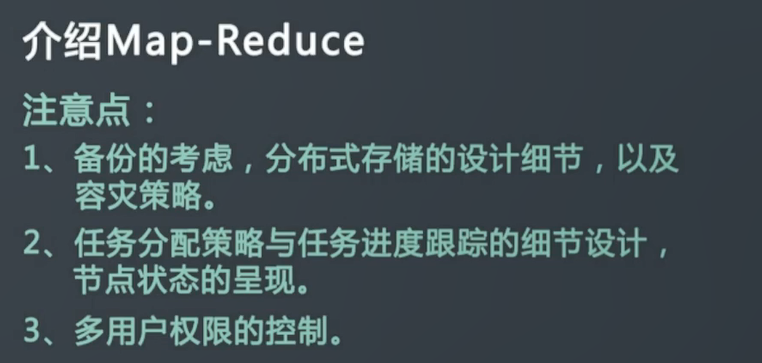 介绍Map-Reduce
注意点：
1、备份的考虑，分布式存储的设计细节，以及
容灾策略。
2、任务分配策略与任务进度跟踪的细节设计，
节点状态的呈现。
3、多用户权限的控制。